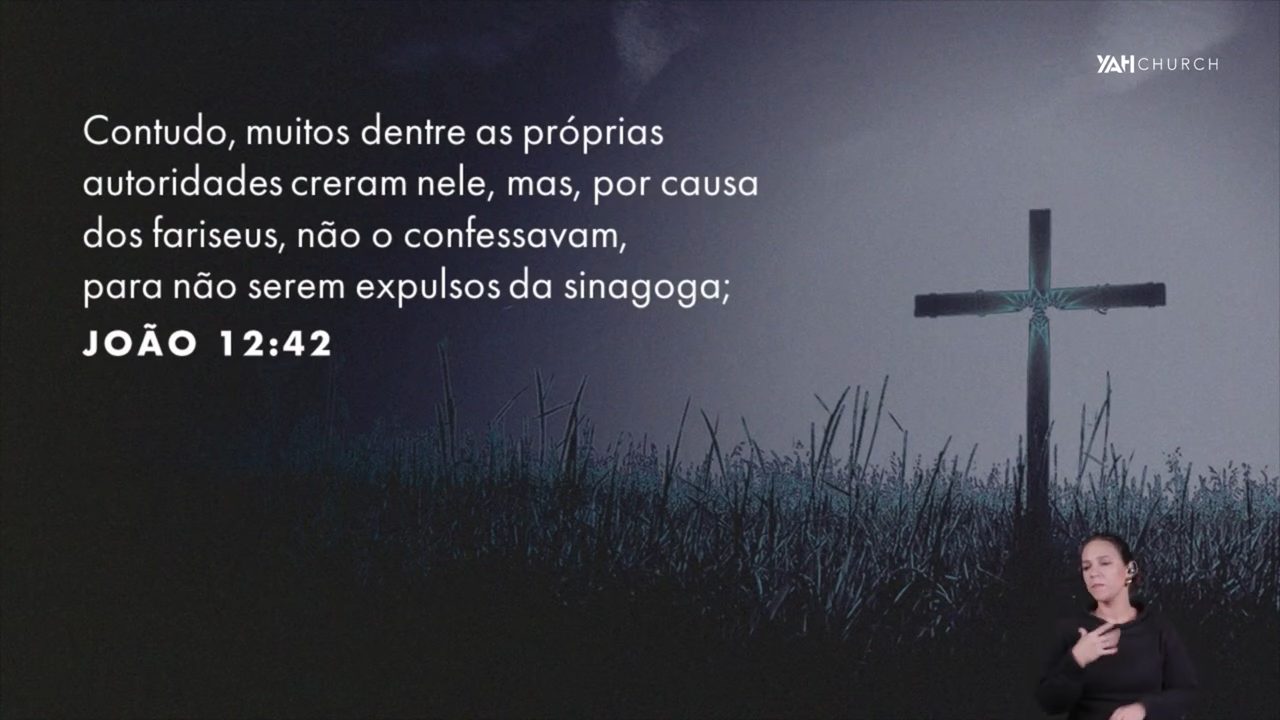 YAH CHURCH
Contudo, muitos dentre as próprias
autoridades creram nele, mas, por causa
dos fariseus, não o confessavam,
para não serem expulsos da sinagoga;
JOÃO 12:42